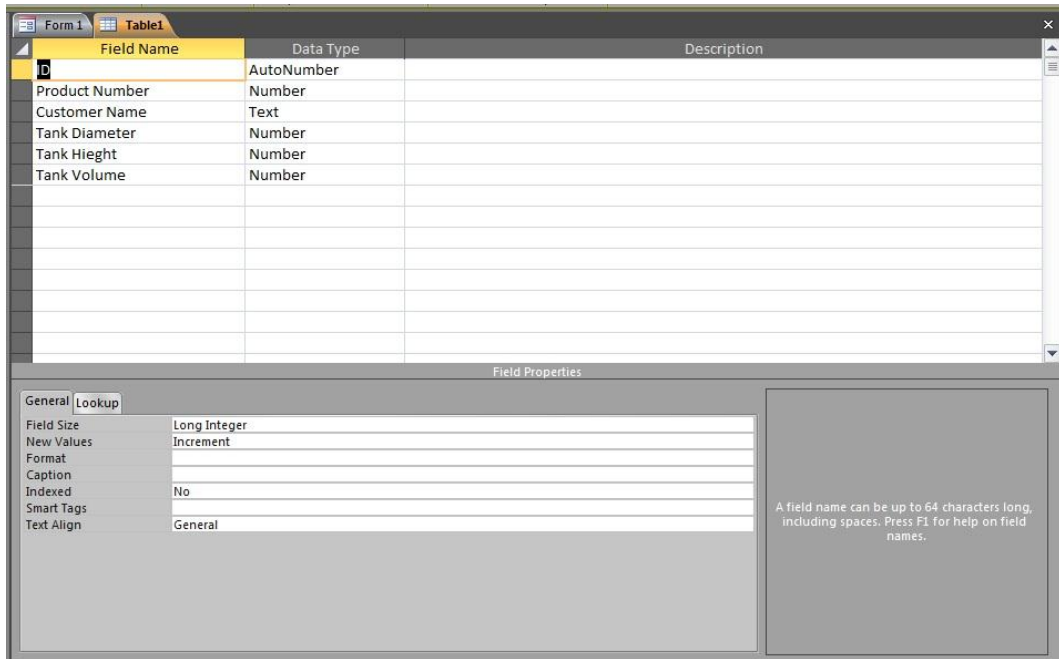 Form 1 Table1
Field Name Data Type Description
ID AutoNumber
Product Number Number
Customer Name Text
Tank Diameter Number
Tank Hieght Number
Tank Volume Number
Field Properties
General Lookup
Field Size Long Integer
New Values Increment
Format
Caption
Indexed No
Smart Tags
Text Align General
A field name can be up to 64 characters long,
including spaces. Press F1 for help on field
names.